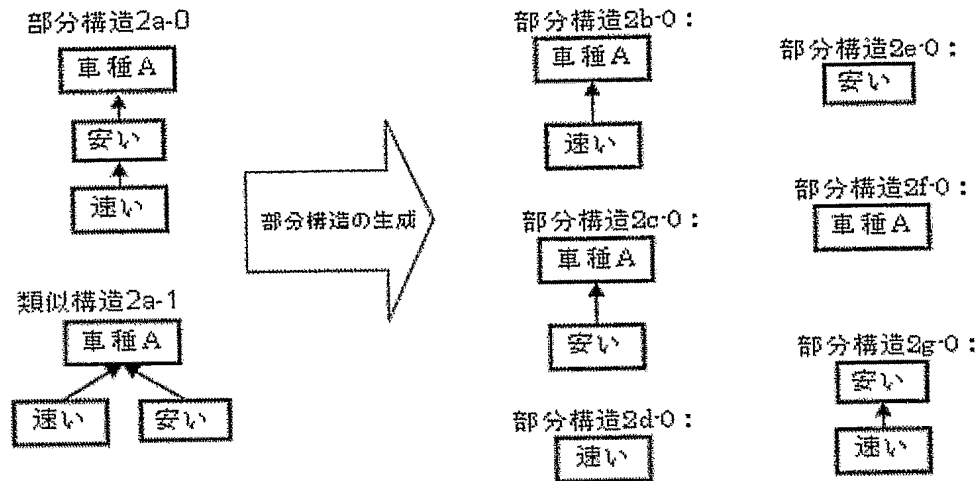 部分構造2a-0
車種A
安い
速い
類似構造2a-1
車種A
速い
安い
部分構造の生成
部分構造2b-0：
車種A
速い
部分構造2c-0：
車種A
安い
部分構造2d-0：
速い
部分構造2e-0：
安い
部分構造2f-0：
車種A
部分構造2g-0：
安い
速い